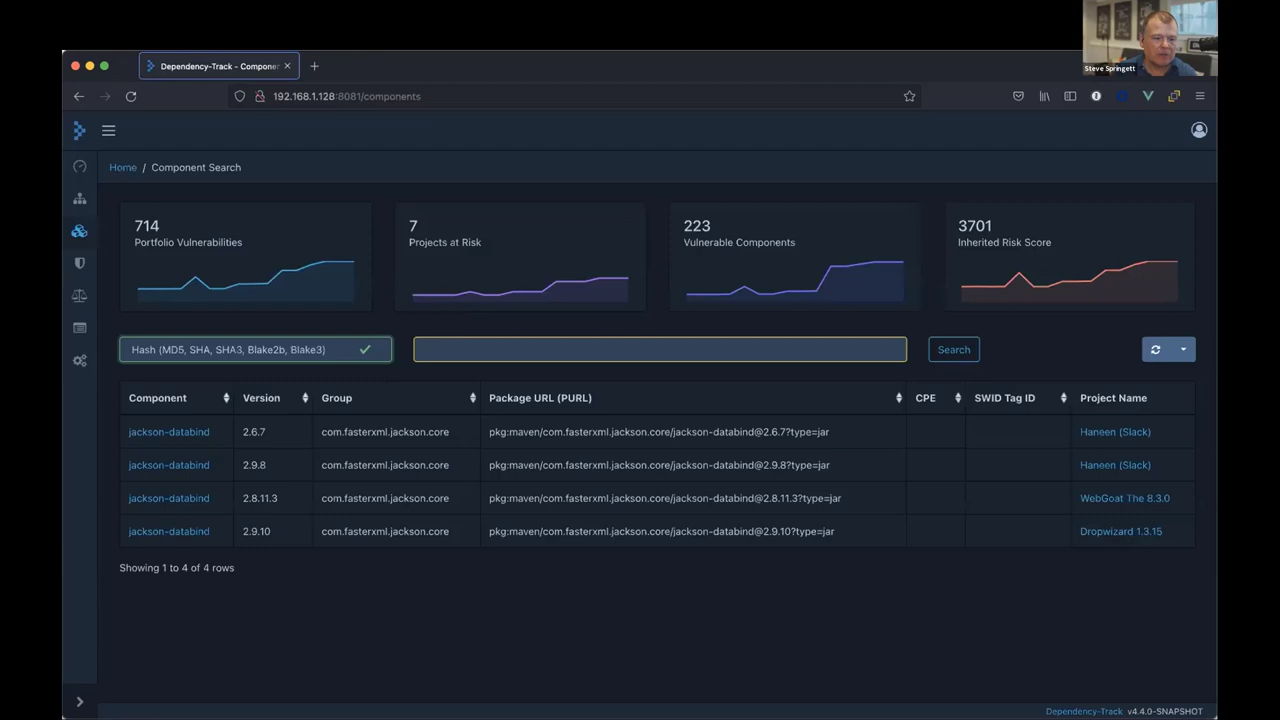 Steve Springett
Dependency-Track - Componer
192.168.1.128:8081/components
Home / Component Search
714
Portfolio Vulnerabilities
7
Projects at Risk
223
Vulnerable Components
3701
Inherited Risk Score
Hash (MD5, SHA, SHA3, Blake2b, Blake3)
Search
Component Version Group Package URL (PURL) CPE SWID Tag ID Project Name
jackson-databind 2.6.7 com.fasterxml.jackson.core pkg:maven/com.fasterxml.jackson.core/jackson-databind@2.6.7?type=jar Haneen (Slack)
jackson-databind 2.9.8 com.fasterxml.jackson.core pkg:maven/com.fasterxml.jackson.core/jackson-databind@2.9.8?type=jar Haneen (Slack)
jackson-databind 2.8.11.3 com.fasterxml.jackson.core pkg:maven/com.fasterxml.jackson.core/jackson-databind@2.8.11.3?type=jar WebGoat The 8.3.0
jackson-databind 2.9.10 com.fasterxml.jackson.core pkg:maven/com.fasterxml.jackson.core/jackson-databind@2.9.10?type=jar Dropwizard 1.3.15
Showing 1 to 4 of 4 rows
Dependency-Track v4.4.0-SNAPSHOT